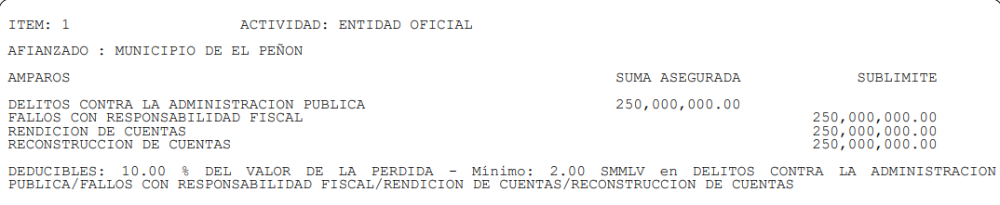 ITEM: 1 ACTIVIDAD: ENTIDAD OFICIAL
AFIANZADO : MUNICIPIO DE EL PEÑON
AMPAROS SUMA ASEGURADA SUBLIMITE
DELITOS CONTRA LA ADMINISTRACION PUBLICA 250,000,000.00
FALLOS CON RESPONSABILIDAD FISCAL 250,000,000.00
RENDICION DE CUENTAS 250,000,000.00
RECONSTRUCCION DE CUENTAS 250,000,000.00
DEDUCIBLES: 10.00 % DEL VALOR DE LA PERDIDA - Mínimo: 2.00 SMMLV en DELITOS CONTRA LA ADMINISTRACION
PUBLICA/FALLOS CON RESPONSABILIDAD FISCAL/RENDICION DE CUENTAS/RECONSTRUCCION DE CUENTAS